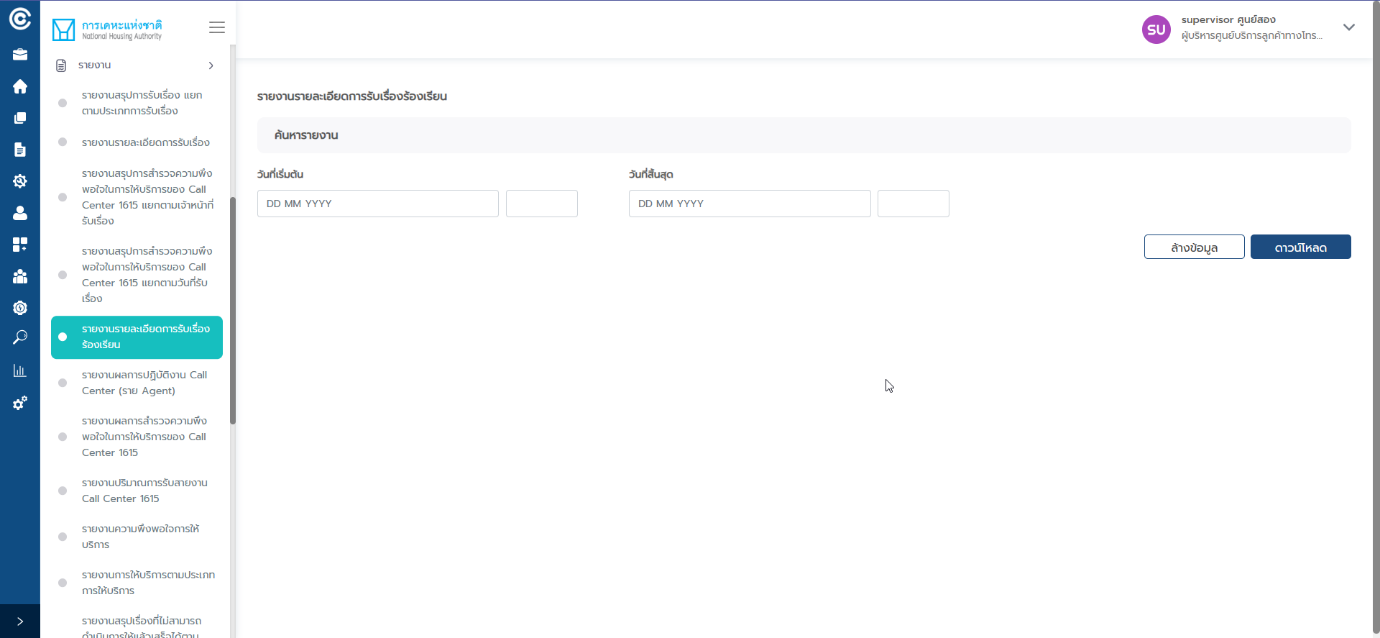 การเคหะแห่งชาติ
National Housing Authority
supervisor ศูนย์สอง
ผู้บริหารศูนย์บริการลูกค้าทางโทร...
SU
รายงาน
รายงานสรุปการรับเรื่อง แยก
ตามประเภทการรับเรื่อง
รายงานรายละเอียดการรับเรื่อง
รายงานสรุปการสำรวจความพึง
พอใจในการให้บริการของ Call
Center 1615 แยกตามเจ้าหน้าที่
รับเรื่อง
รายงานสรุปการสำรวจความพึง
พอใจในการให้บริการของ Call
Center 1615 แยกตามวันที่รับ
เรื่อง
รายงานรายละเอียดการรับเรื่อง
ร้องเรียน
รายงานผลการปฏิบัติงาน Call
Center (ราย Agent)
รายงานผลการสำรวจความพึง
พอใจในการให้บริการของ Call
Center 1615
รายงานปริมาณการรับสายงาน
Call Center 1615
รายงานความพึงพอใจการให้
บริการ
รายงานการให้บริการตามประเภท
การให้บริการ
รายงานสรุปเรื่องที่ไม่สามารถ
ดำเนินการให้แล้วเสร็จได้ตาม
รายงานรายละเอียดการรับเรื่องร้องเรียน
ค้นหารายงาน
วันที่เริ่มต้น
วันที่สิ้นสุด
DD MM YYYY
DD MM YYYY
ล้างข้อมูล
ดาวน์โหลด